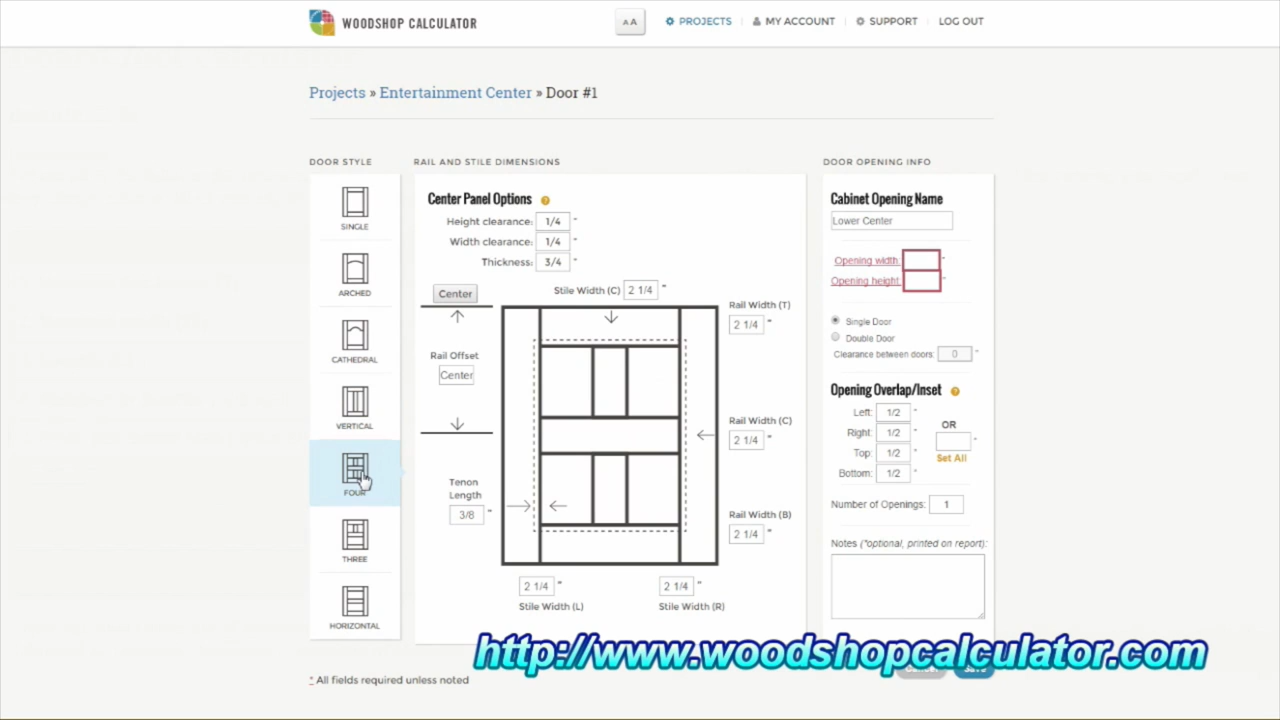 WOODSHOP CALCULATOR
AA
PROJECTS
MY ACCOUNT
SUPPORT
LOG OUT
Projects » Entertainment Center » Door #1
DOOR STYLE
SINGLE
ARCHED
CATHEDRAL
VERTICAL
FOUR
THREE
HORIZONTAL
RAIL AND STILE DIMENSIONS
Center Panel Options ?
Height clearance: 1/4 "
Width clearance: 1/4 "
Thickness: 3/4 "
Center
Stile Width (C) 2 1/4 "
Rail Width (T)
2 1/4 "
Rail Offset
Center
Rail Width (C)
2 1/4 "
Tenon
Length
3/8 "
Rail Width (B)
2 1/4 "
2 1/4 "
Stile Width (L)
2 1/4 "
Stile Width (R)
DOOR OPENING INFO
Cabinet Opening Name
Lower Center
Opening width: "
Opening height: "
Single Door
Double Door
Clearance between doors: 0 "
Opening Overlap/Inset ?
Left: 1/2 "
Right: 1/2 "
Top: 1/2 "
Bottom: 1/2 "
OR
"
Set All
Number of Openings: 1
Notes (*optional, printed on report):
http://www.woodshopcalculator.com
* All fields required unless noted